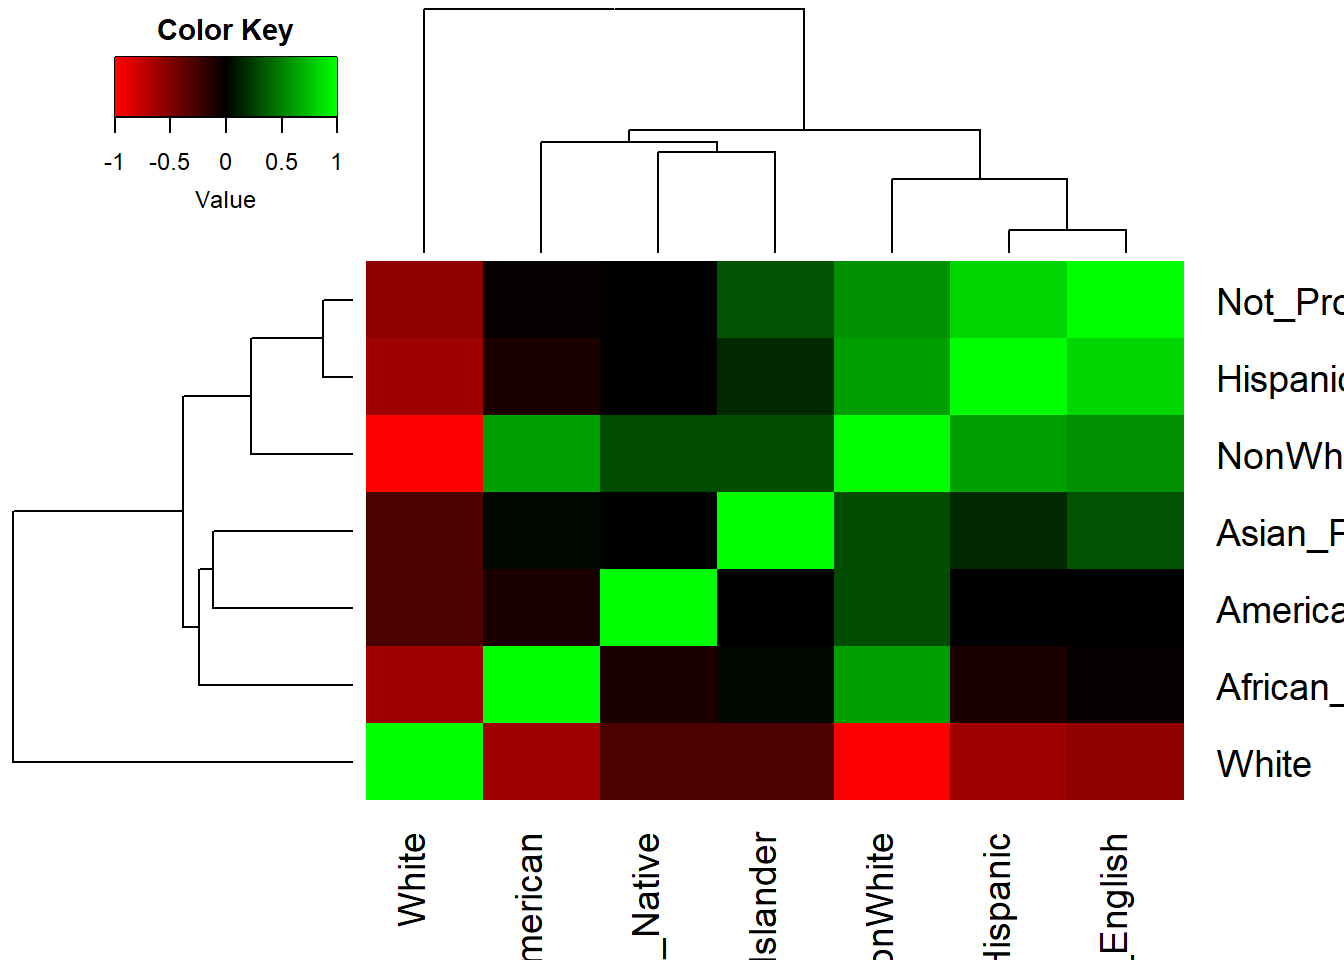 Color Key
-1 -0.5 0 0.5 1
Value
Not_Pro
Hispanic
NonWh
Asian_P
America
African_
White
White
merican
_Native
Islander
onWhite
Hispanic
_English